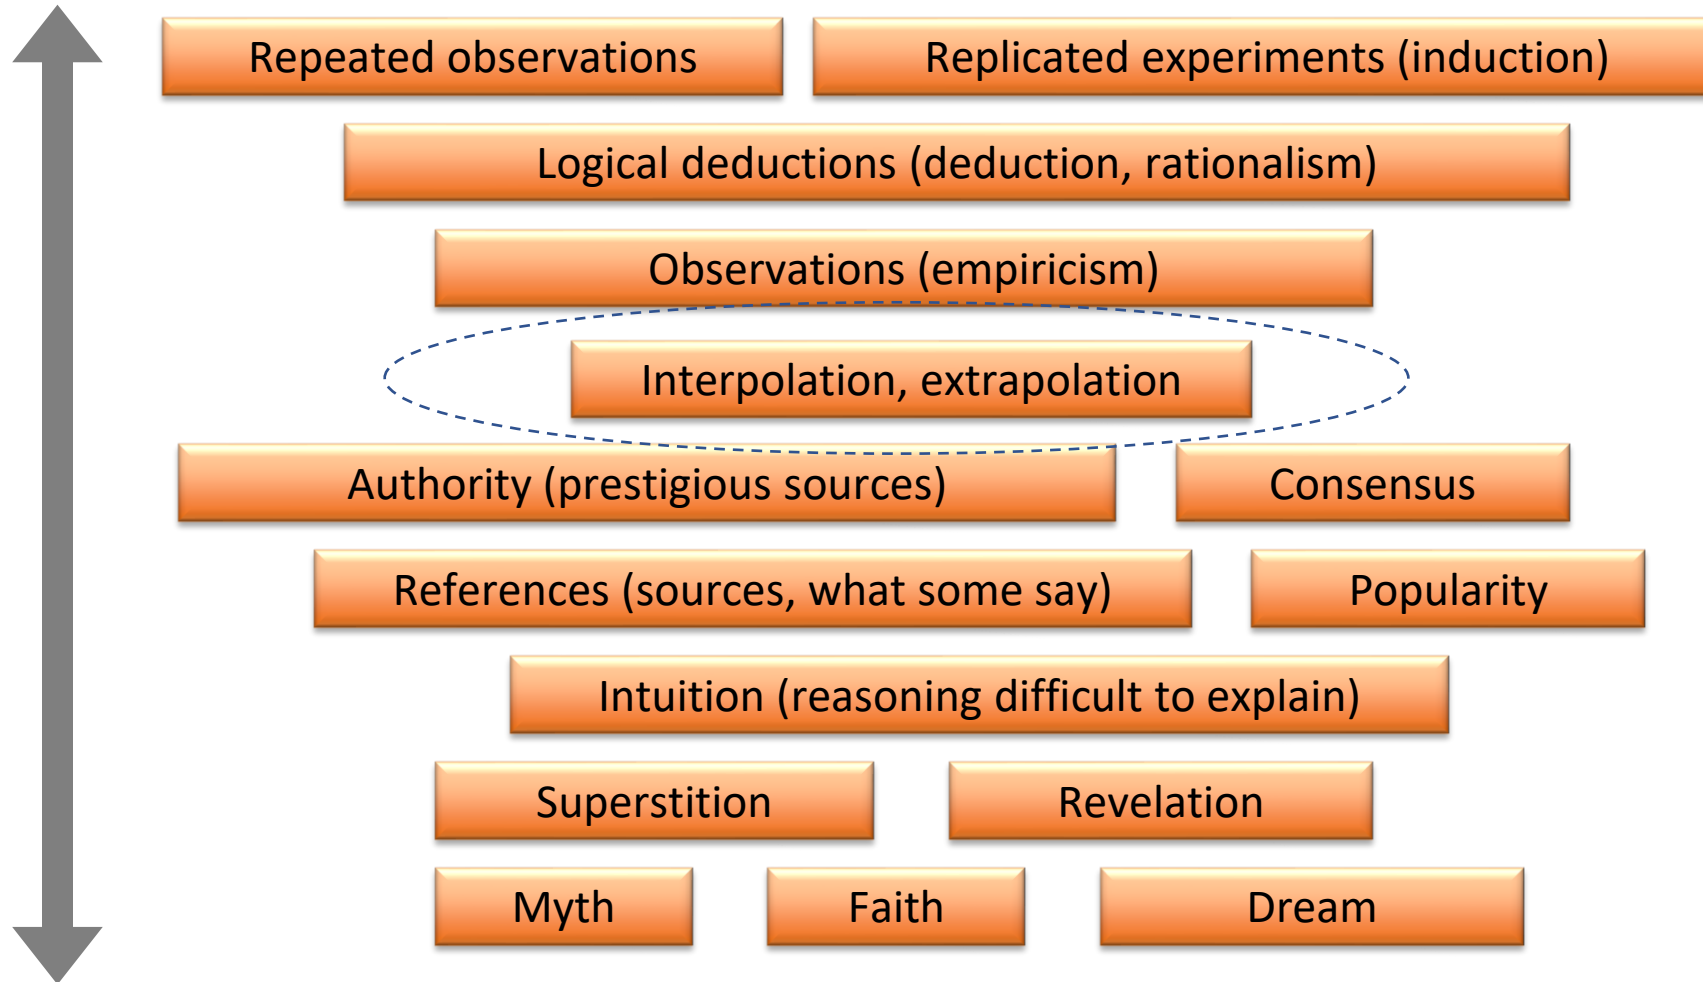 Repeated observations
Replicated experiments (induction)
Logical deductions (deduction, rationalism)
Observations (empiricism)
Interpolation, extrapolation
Authority (prestigious sources)
Consensus
References (sources, what some say)
Popularity
Intuition (reasoning difficult to explain)
Superstition
Revelation
Myth
Faith
Dream